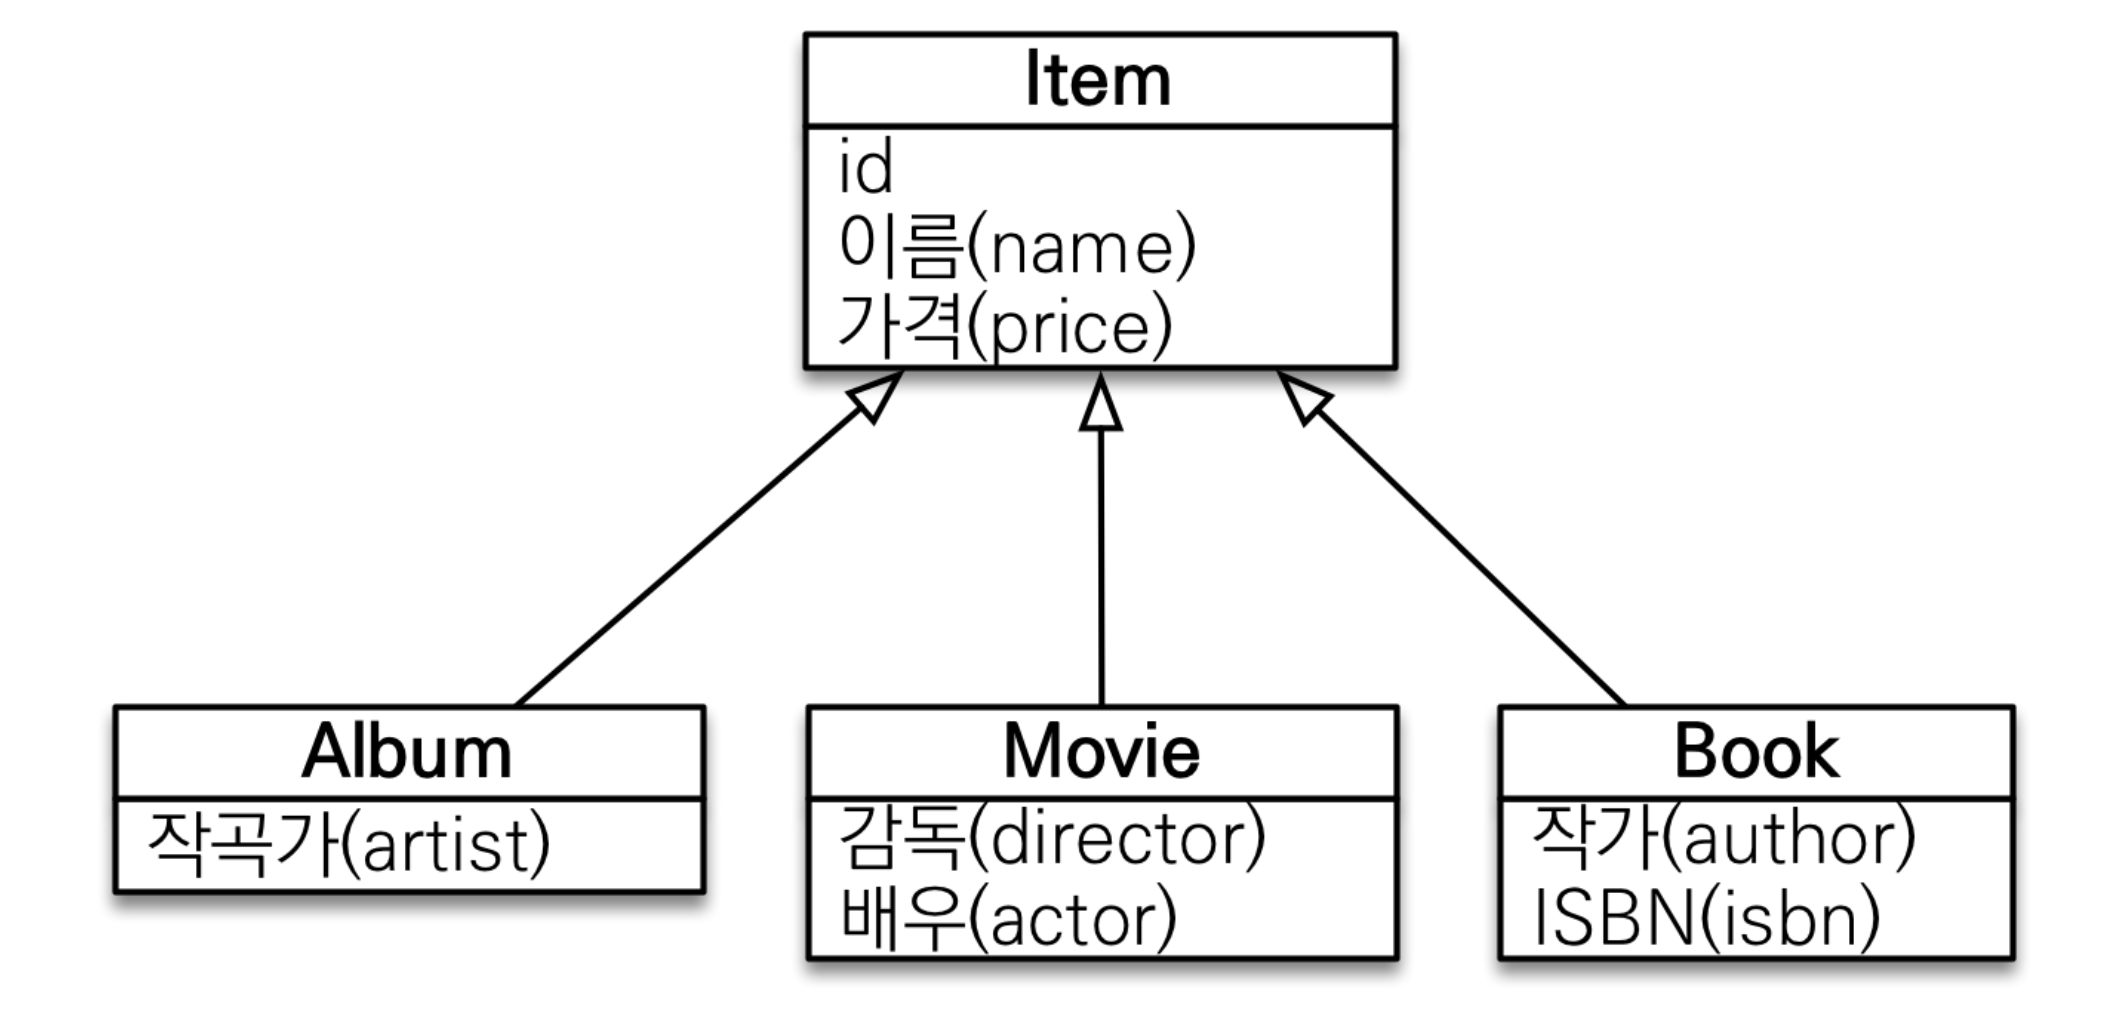 Item
id
이름(name)
가격(price)
Album
작곡가(artist)
Movie
감독(director)
배우(actor)
Book
작가(author)
ISBN(isbn)